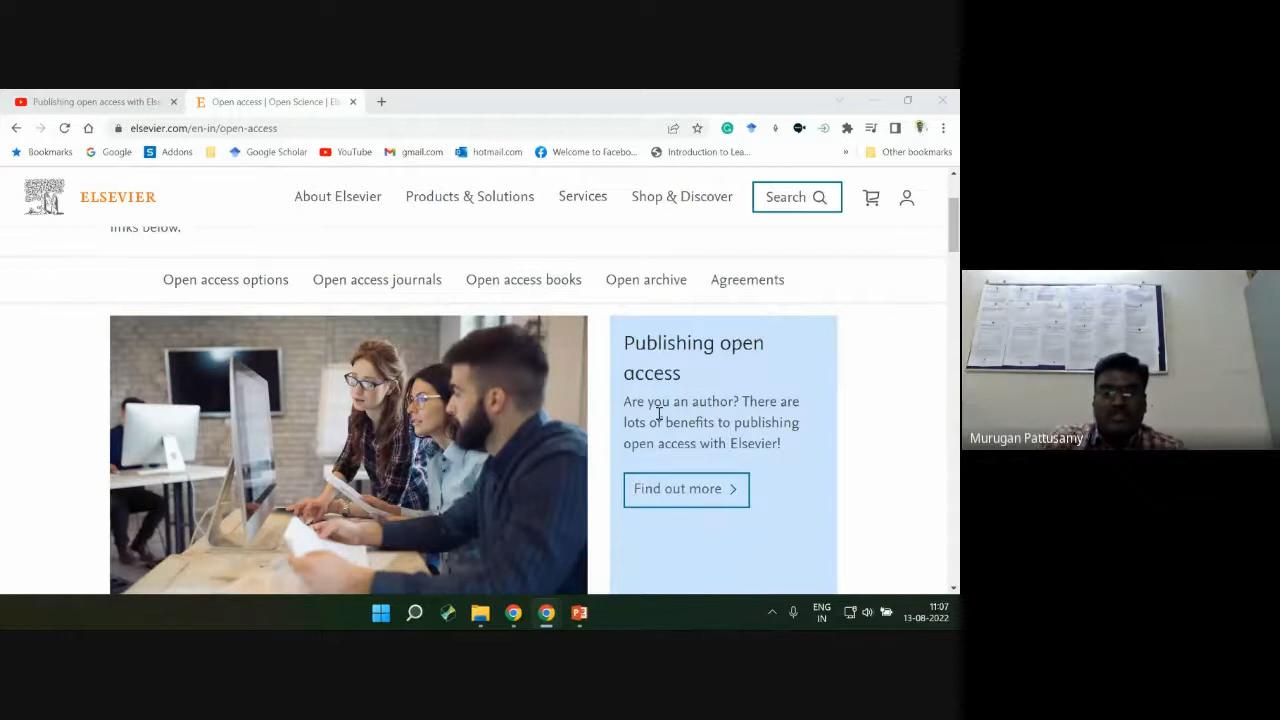 Publishing open access with Else
Open access | Open Science | Els
elsevier.com/en-in/open-access
Bookmarks
Google
Addons
Google Scholar
YouTube
gmail.com
hotmail.com
Welcome to Facebo...
Introduction to Lea...
»
Other bookmarks
ELSEVIER
About Elsevier
Products & Solutions
Services
Shop & Discover
Search
links below.
Open access options
Open access journals
Open access books
Open archive
Agreements
Publishing open
access
Are you an author? There are
lots of benefits to publishing
open access with Elsevier!
Find out more
Murugan Pattusamy
ENG
IN
11:07
13-08-2022